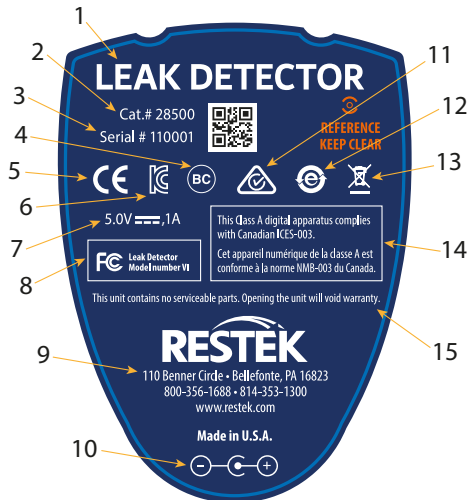 1
LEAK DETECTOR
2
Cat.# 28500
3
Serial # 110001
REFERENCE
KEEP CLEAR
4
5
6
CE
BC
e
11
12
13
7
5.0V ,1A
8
FC Leak Detector
Model number VI
This Class A digital apparatus complies
with Canadian ICES-003.
Cet appareil numérique de la classe A est
conforme à la norme NMB-003 du Canada.
14
This unit contains no serviceable parts. Opening the unit will void warranty.
15
RESTEK
9
110 Benner Circle • Bellefonte, PA 16823
800-356-1688 • 814-353-1300
www.restek.com
Made in U.S.A.
10
− +